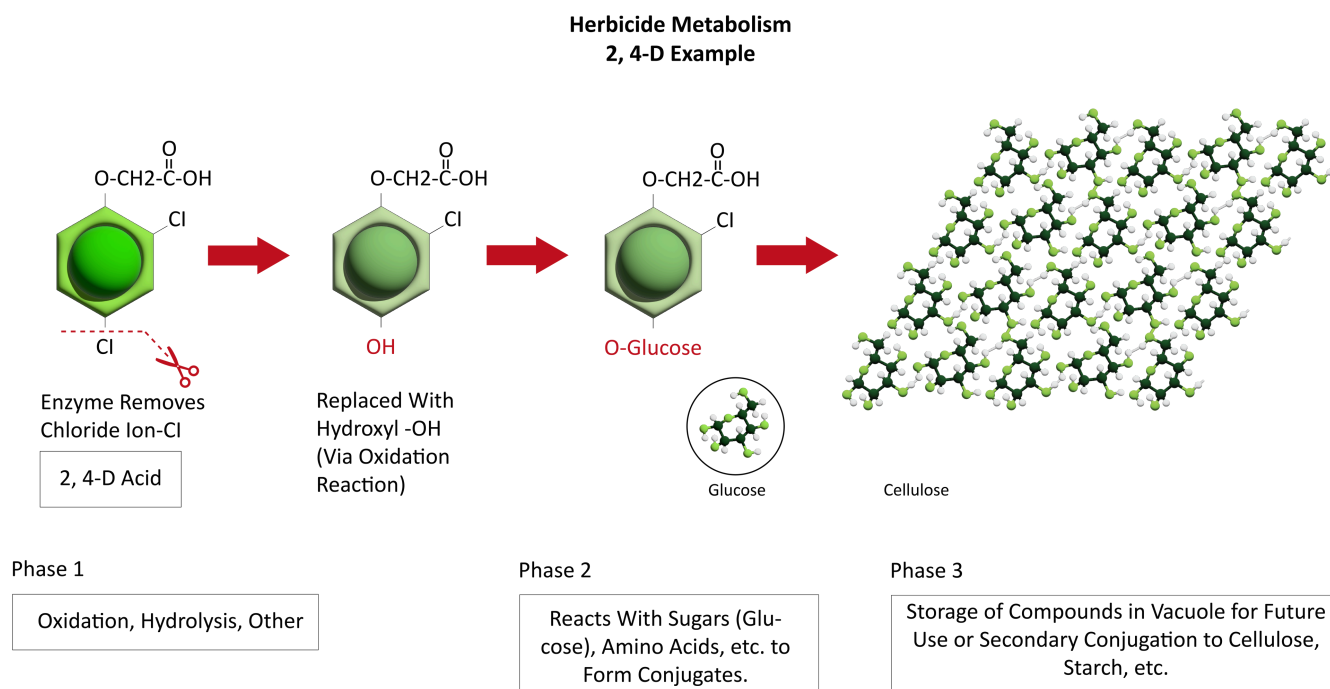 Herbicide Metabolism
2, 4-D Example
O
O-CH2-C-OH
Cl
Cl
Enzyme Removes
Chloride Ion-Cl
2, 4-D Acid
O
O-CH2-C-OH
Cl
OH
Replaced With
Hydroxyl -OH
(Via Oxidation
Reaction)
O
O-CH2-C-OH
Cl
O-Glucose
Glucose
Cellulose
Phase 1
Oxidation, Hydrolysis, Other
Phase 2
Reacts With Sugars (Glu-
cose), Amino Acids, etc. to
Form Conjugates.
Phase 3
Storage of Compounds in Vacuole for Future
Use or Secondary Conjugation to Cellulose,
Starch, etc.